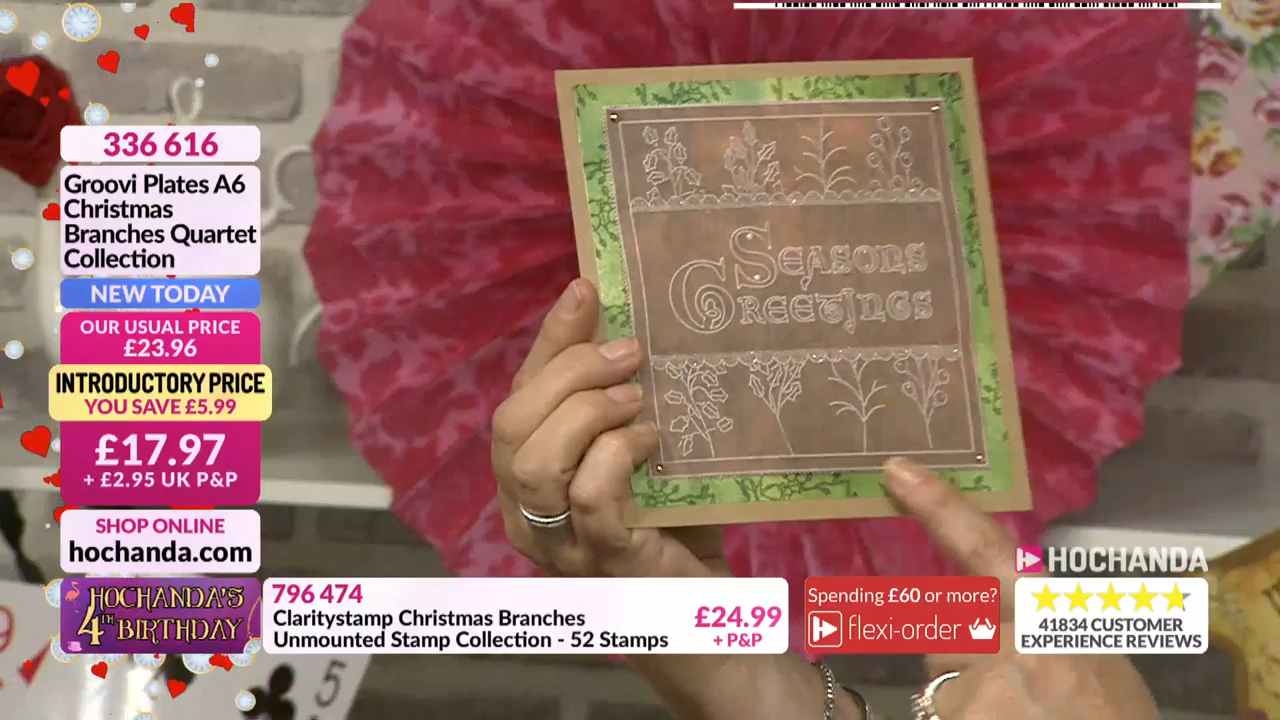 336 616
Groovi Plates A6
Christmas
Branches Quartet
Collection
NEW TODAY
OUR USUAL PRICE
£23.96
INTRODUCTORY PRICE
YOU SAVE £5.99
£17.97
+ £2.95 UK P&P
SHOP ONLINE
hochanda.com
HOCHANDA'S
4TH BIRTHDAY
796 474
Claritystamp Christmas Branches
Unmounted Stamp Collection - 52 Stamps
£24.99
+ P&P
Spending £60 or more?
flexi-order
HOCHANDA
41834 CUSTOMER
EXPERIENCE REVIEWS
SEASONS
GREETINGS
9
5